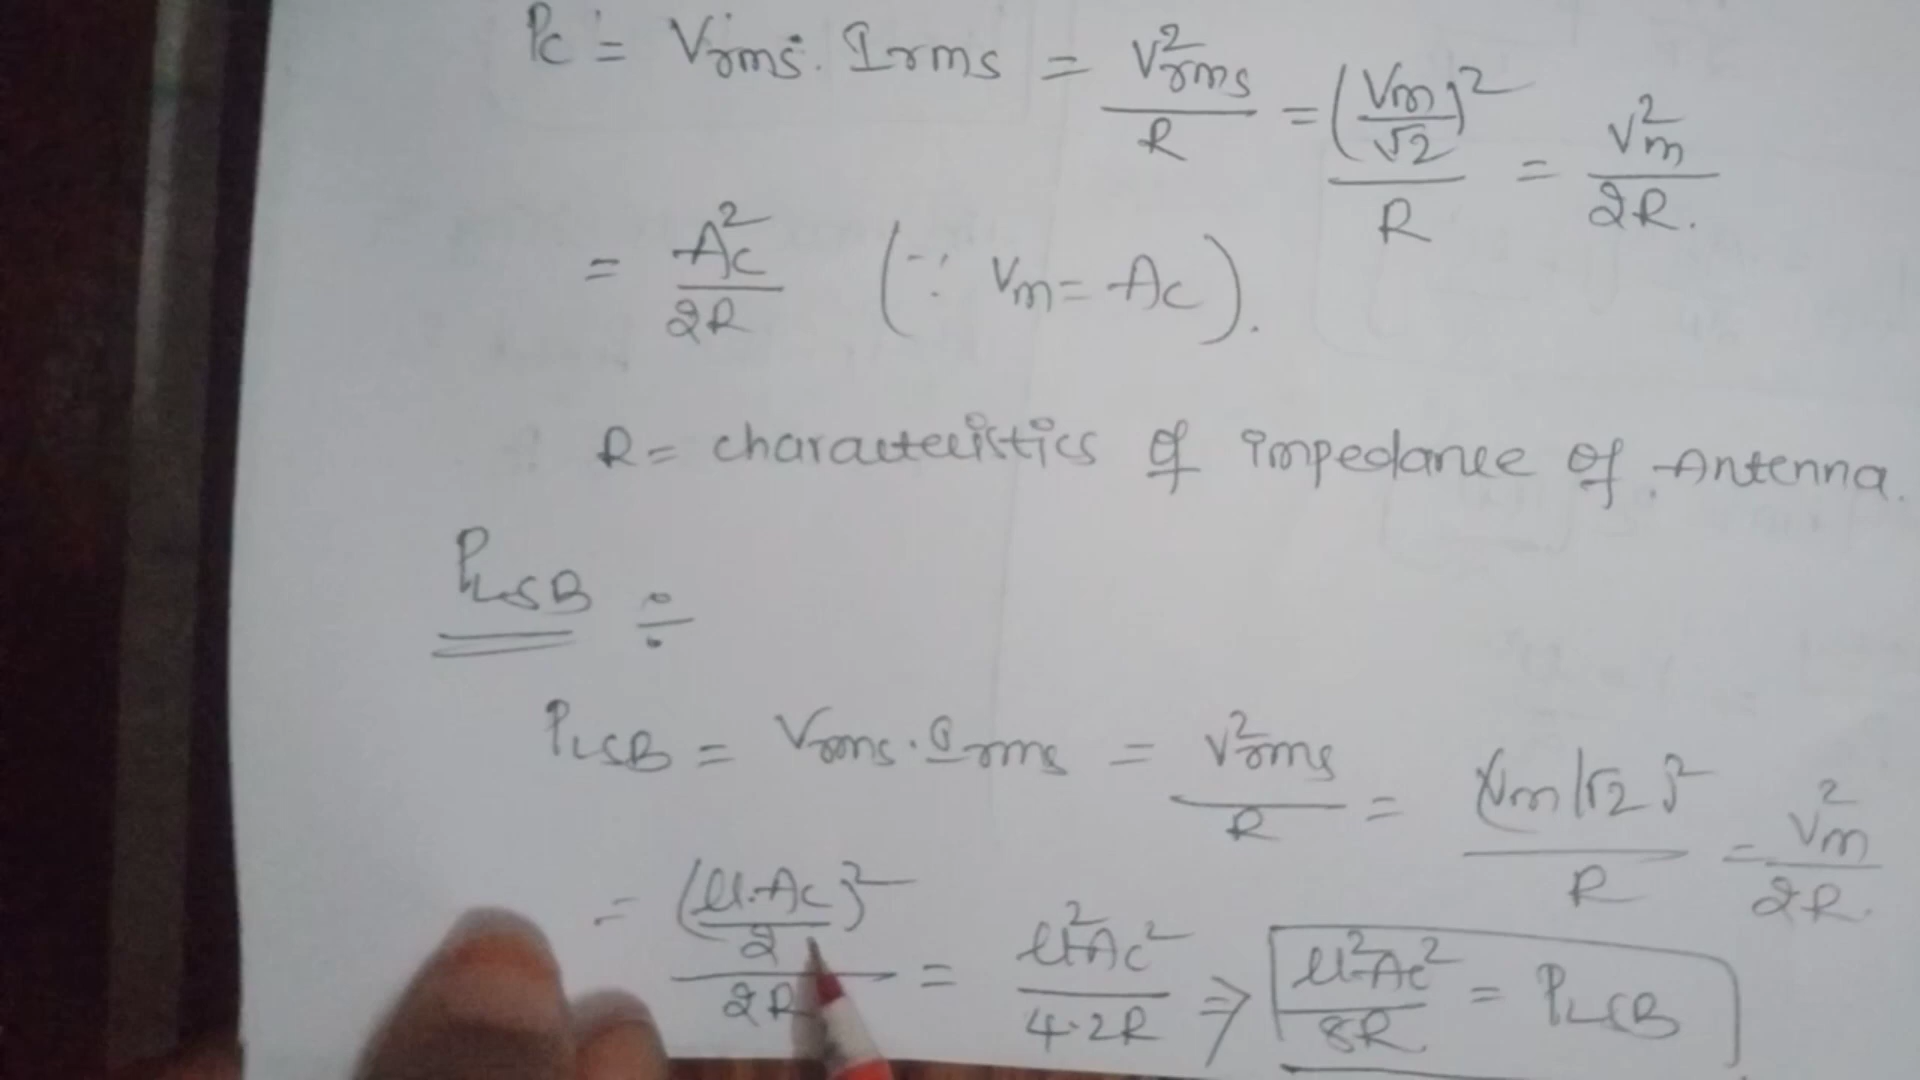 Pc = Vrms. Irms = V²rms/R = (Vm/√2)²/R = V²m/2R.
= Ac²/2R (∵ Vm = Ac).
R = characteristics of impedance of Antenna.
PLSB ÷
PLSB = Vrms. Irms = V²rms/R = (Vm/√2)²/R = V²m/2R.
= (μ.Ac/2)²/2R = μ²Ac²/4.2R ⇒ μ²Ac²/8R = PLSB